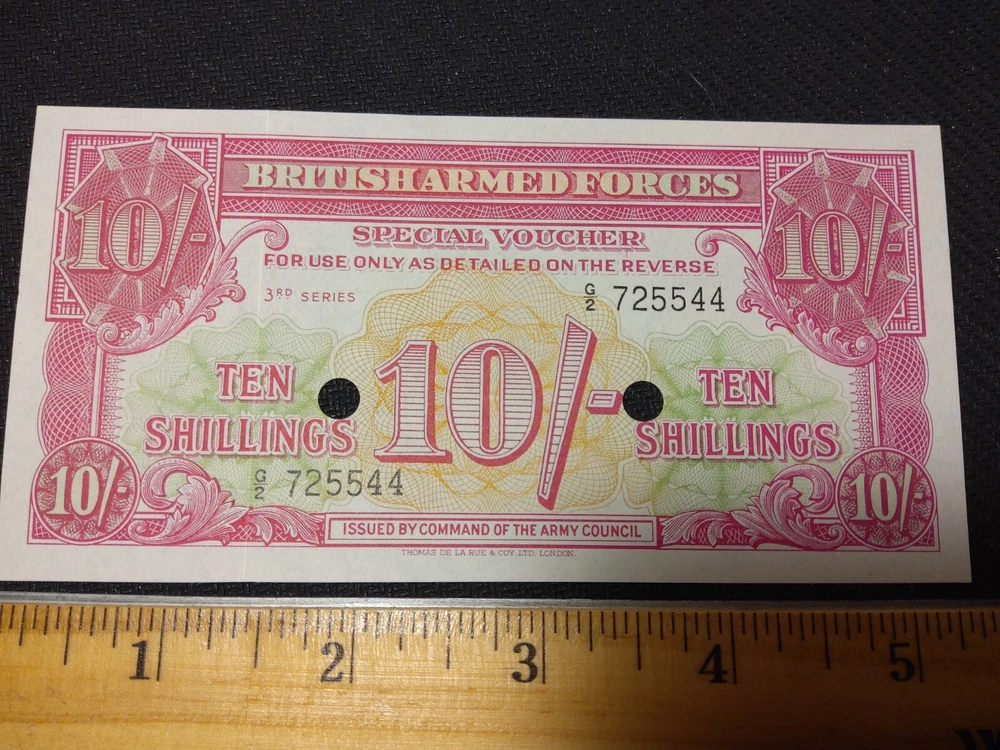 BRITISH ARMED FORCES
10/-
10/-
SPECIAL VOUCHER
FOR USE ONLY AS DETAILED ON THE REVERSE
3RD SERIES
G/2 725544
TEN SHILLINGS
10/-
TEN SHILLINGS
G/2 725544
10/-
10/-
ISSUED BY COMMAND OF THE ARMY COUNCIL
THOMAS DE LA RUE & COY. LTD. LONDON.
1 2 3 4 5